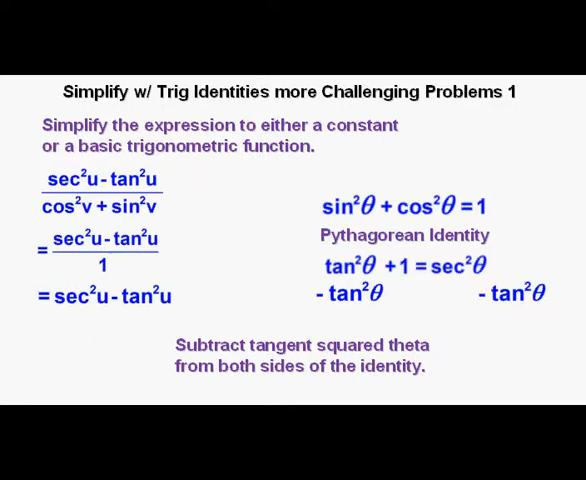 Simplify w/ Trig Identities more Challenging Problems 1
Simplify the expression to either a constant
or a basic trigonometric function.
sec²u - tan²u
cos²v + sin²v
= sec²u - tan²u
1
= sec²u - tan²u
sin²θ + cos²θ = 1
Pythagorean Identity
tan²θ + 1 = sec²θ
- tan²θ - tan²θ
Subtract tangent squared theta
from both sides of the identity.